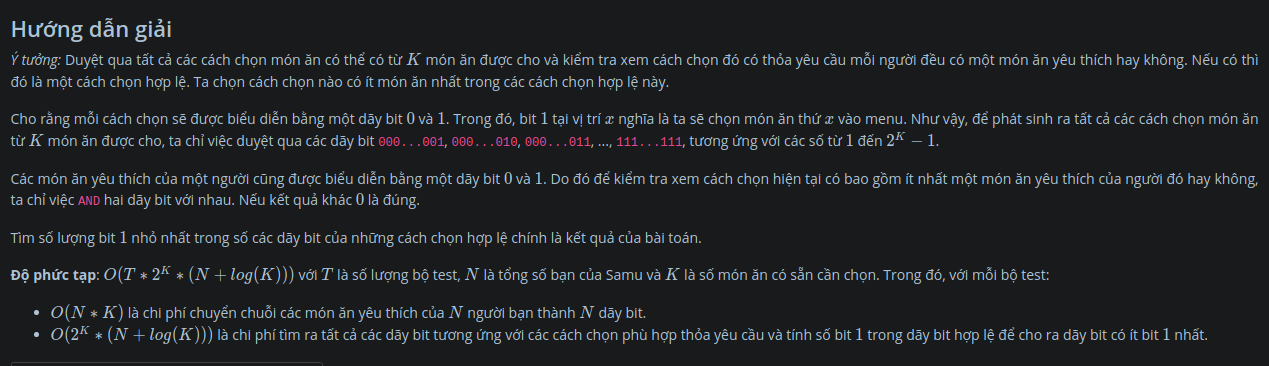 Hướng dẫn giải
Ý tưởng: Duyệt qua tất cả các cách chọn món ăn có thể có từ K món ăn được cho và kiểm tra xem cách chọn đó có thỏa yêu cầu mỗi người đều có một món ăn yêu thích hay không. Nếu có thì
đó là một cách chọn hợp lệ. Ta chọn cách chọn nào có ít món ăn nhất trong các cách chọn hợp lệ này.
Cho rằng mỗi cách chọn sẽ được biểu diễn bằng một dãy bit 0 và 1. Trong đó, bit 1 tại vị trí x nghĩa là ta sẽ chọn món ăn thứ x vào menu. Như vậy, để phát sinh ra tất cả các cách chọn món ăn
từ K món ăn được cho, ta chỉ việc duyệt qua các dãy bit 000...001, 000...010, 000...011, ..., 111...111, tương ứng với các số từ 1 đến 2^K − 1.
Các món ăn yêu thích của một người cũng được biểu diễn bằng một dãy bit 0 và 1. Do đó để kiểm tra xem cách chọn hiện tại có bao gồm ít nhất một món ăn yêu thích của người đó hay không,
ta chỉ việc AND hai dãy bit với nhau. Nếu kết quả khác 0 là đúng.
Tìm số lượng bit 1 nhỏ nhất trong số các dãy bit của những cách chọn hợp lệ chính là kết quả của bài toán.
Độ phức tạp: O(T * 2^K * (N + log(K))) với T là số lượng bộ test, N là tổng số bạn của Samu và K là số món ăn có sẵn cần chọn. Trong đó, với mỗi bộ test:
• O(N * K) là chi phí chuyển chuỗi các món ăn yêu thích của N người bạn thành N dãy bit.
• O(2^K * (N + log(K))) là chi phí tìm ra tất cả các dãy bit tương ứng với các cách chọn phù hợp thỏa yêu cầu và tính số bit 1 trong dãy bit hợp lệ để cho ra dãy bit có ít bit 1 nhất.